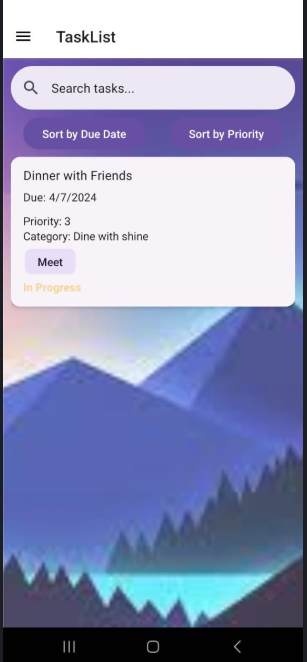 TaskList
Search tasks...
Sort by Due Date
Sort by Priority
Dinner with Friends
Due: 4/7/2024
Priority: 3
Category: Dine with shine
Meet
In Progress